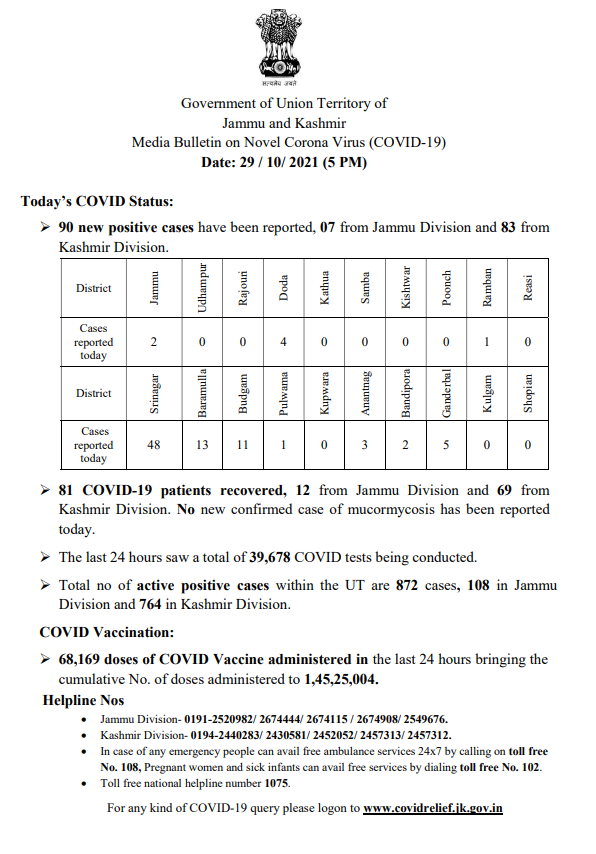 सत्यमेव जयते
Government of Union Territory of
Jammu and Kashmir
Media Bulletin on Novel Corona Virus (COVID-19)
Date: 29 / 10/ 2021 (5 PM)
Today's COVID Status:
➢ 90 new positive cases have been reported, 07 from Jammu Division and 83 from
Kashmir Division.
District Jammu Udhampur Rajouri Doda Kathua Samba Kishtwar Poonch Ramban Reasi
Cases
reported
today 2 0 0 4 0 0 0 0 1 0
District Srinagar Baramulla Budgam Pulwama Kupwara Anantnag Bandipora Ganderbal Kulgam Shopian
Cases
reported
today 48 13 11 1 0 3 2 5 0 0
➢ 81 COVID-19 patients recovered, 12 from Jammu Division and 69 from
Kashmir Division. No new confirmed case of mucormycosis has been reported
today.
➢ The last 24 hours saw a total of 39,678 COVID tests being conducted.
➢ Total no of active positive cases within the UT are 872 cases, 108 in Jammu
Division and 764 in Kashmir Division.
COVID Vaccination:
➢ 68,169 doses of COVID Vaccine administered in the last 24 hours bringing the
cumulative No. of doses administered to 1,45,25,004.
Helpline Nos
• Jammu Division- 0191-2520982/ 2674444/ 2674115 / 2674908/ 2549676.
• Kashmir Division- 0194-2440283/ 2430581/ 2452052/ 2457313/ 2457312.
• In case of any emergency people can avail free ambulance services 24x7 by calling on toll free
No. 108, Pregnant women and sick infants can avail free services by dialing toll free No. 102.
• Toll free national helpline number 1075.
For any kind of COVID-19 query please logon to www.covidrelief.jk.gov.in